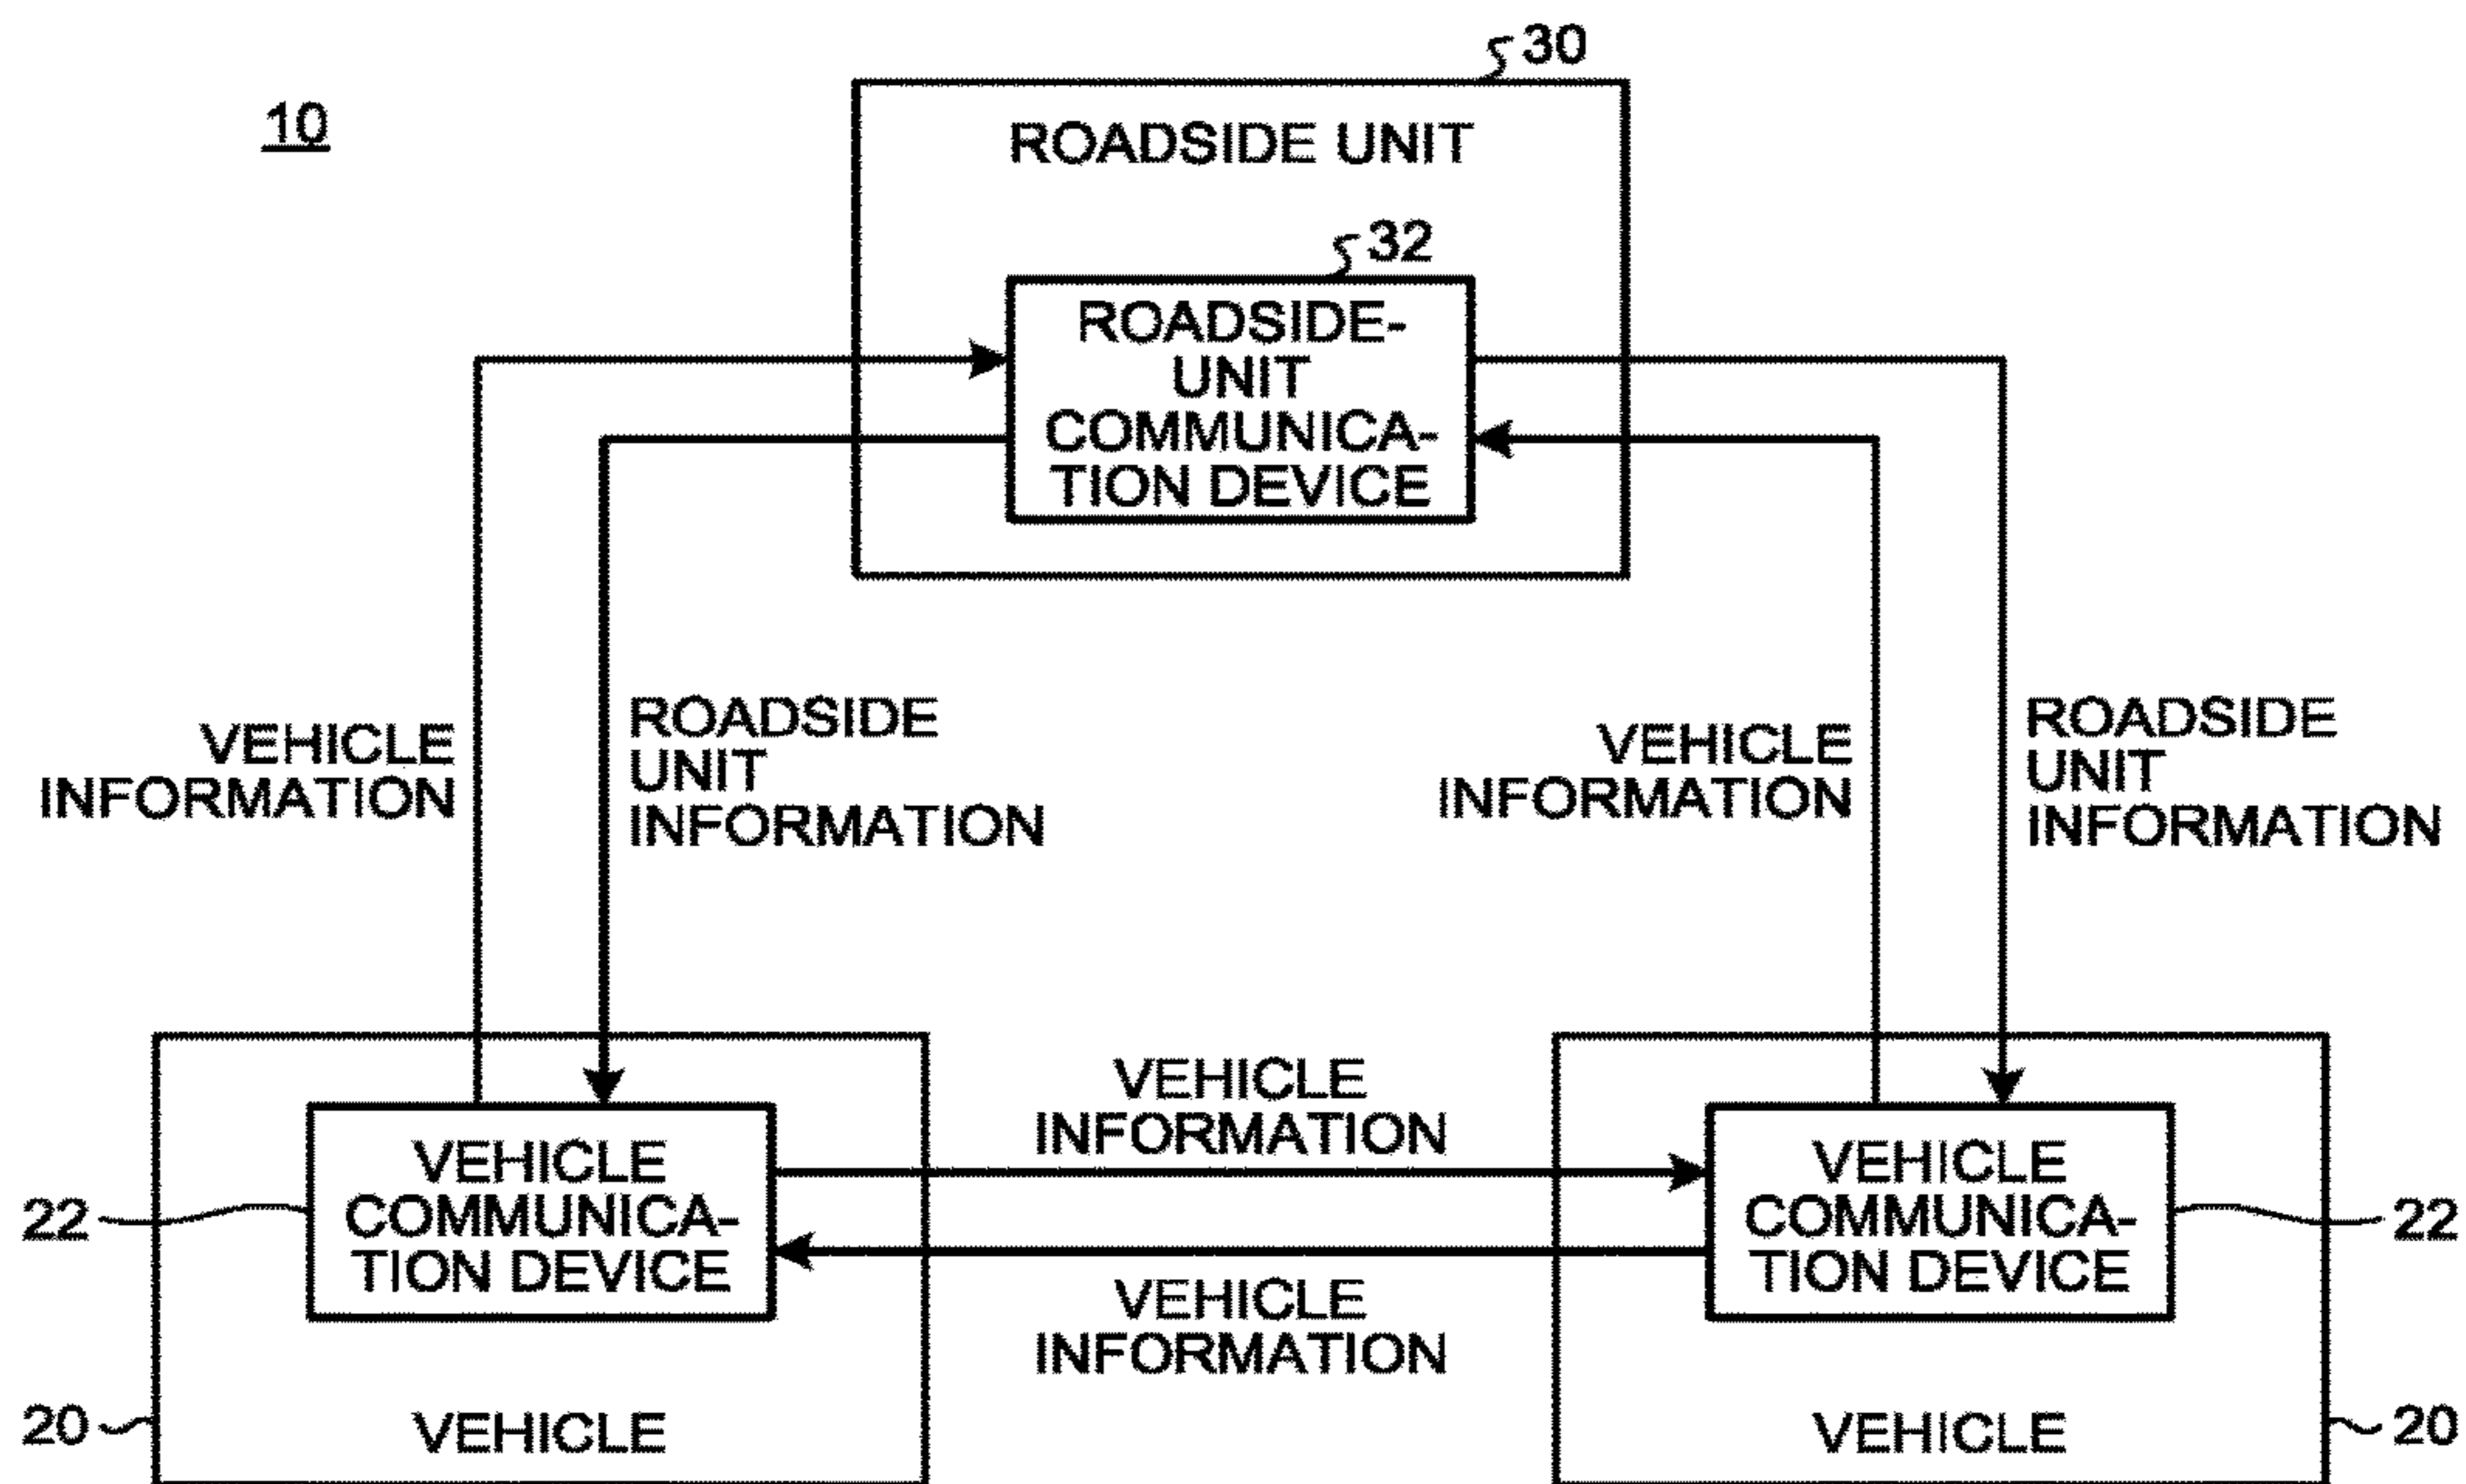 10
30
ROADSIDE UNIT
32
ROADSIDE-
UNIT
COMMUNICA-
TION DEVICE
VEHICLE
INFORMATION
ROADSIDE
UNIT
INFORMATION
VEHICLE
INFORMATION
ROADSIDE
UNIT
INFORMATION
22
VEHICLE
COMMUNICA-
TION DEVICE
VEHICLE
INFORMATION
VEHICLE
INFORMATION
VEHICLE
COMMUNICA-
TION DEVICE
22
20
VEHICLE
VEHICLE
20